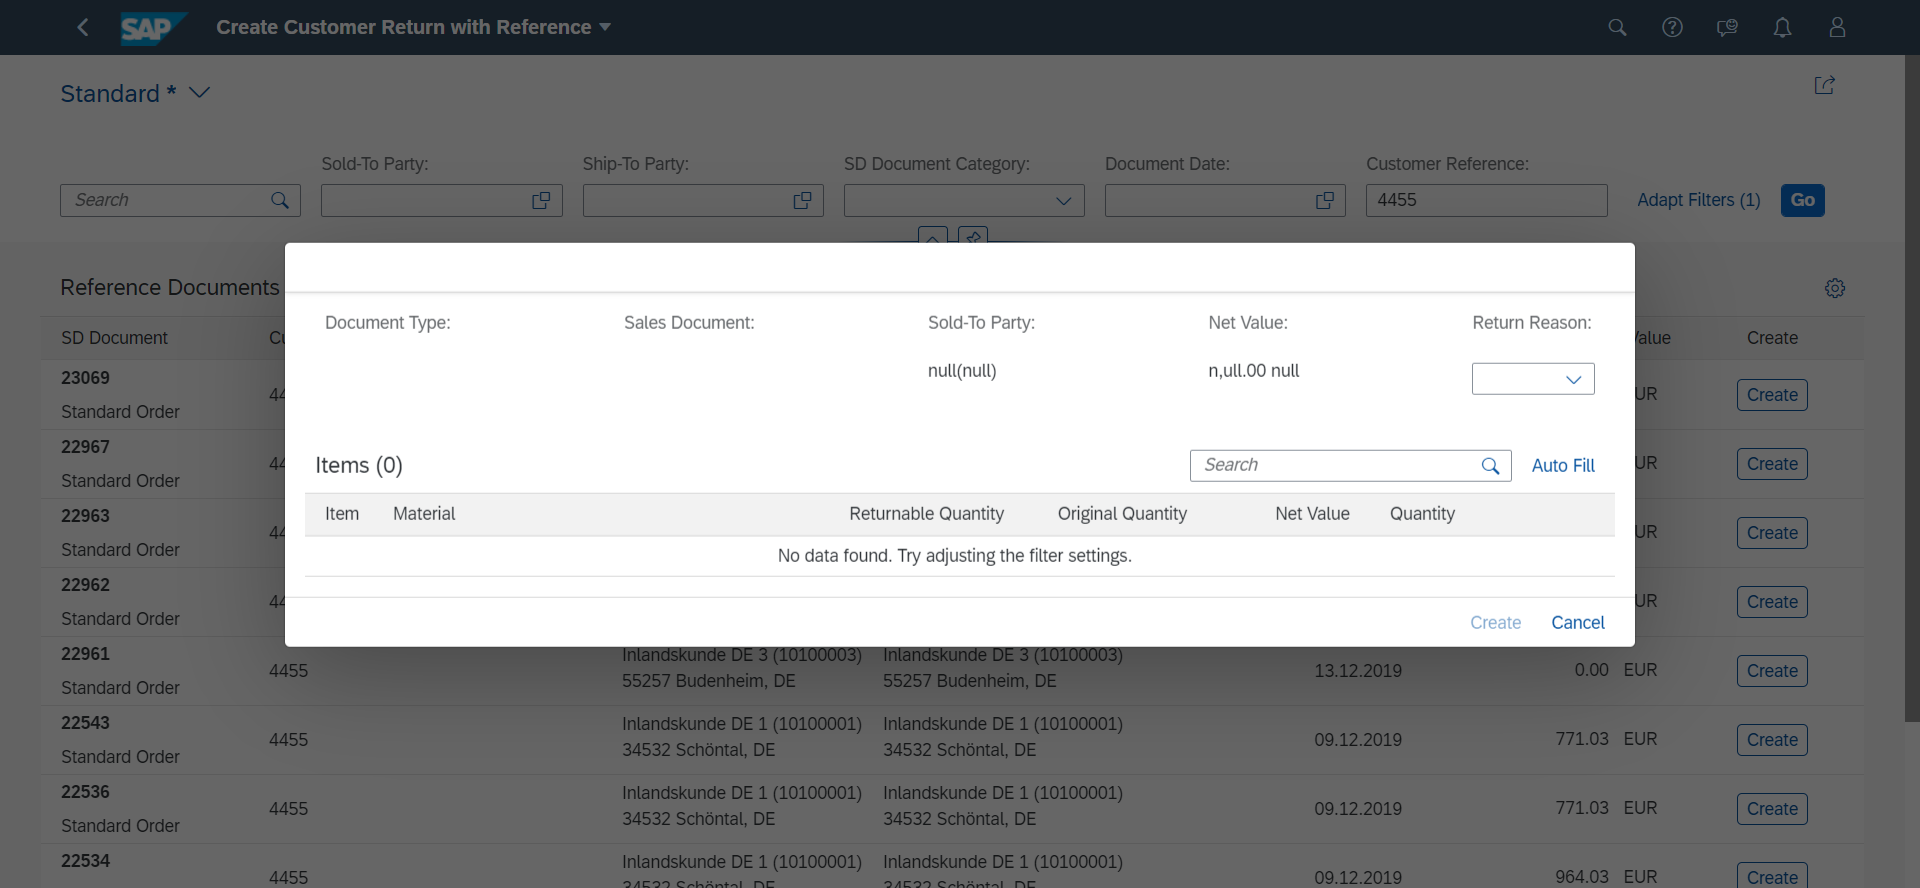 SAP Create Customer Return with Reference
Standard *
Sold-To Party: Ship-To Party: SD Document Category: Document Date: Customer Reference:
Search 4455 Adapt Filters (1) Go
Reference Documents
Document Type: Sales Document: Sold-To Party: Net Value: Return Reason:
null(null) n,ull.00 null
Items (0) Search Auto Fill
Item Material Returnable Quantity Original Quantity Net Value Quantity
No data found. Try adjusting the filter settings.
Create Cancel
SD Document Cu Value Create
23069
Standard Order 44 UR Create
22967
Standard Order 44 UR Create
22963
Standard Order 44 UR Create
22962
Standard Order 44 UR Create
22961 Inlandskunde DE 3 (10100003) Inlandskunde DE 3 (10100003)
4455 13.12.2019 0.00 EUR Create
Standard Order 55257 Budenheim, DE 55257 Budenheim, DE
22543 Inlandskunde DE 1 (10100001) Inlandskunde DE 1 (10100001)
4455 09.12.2019 771.03 EUR Create
Standard Order 34532 Schöntal, DE 34532 Schöntal, DE
22536 Inlandskunde DE 1 (10100001) Inlandskunde DE 1 (10100001)
4455 09.12.2019 771.03 EUR Create
Standard Order 34532 Schöntal, DE 34532 Schöntal, DE
22534 Inlandskunde DE 1 (10100001) Inlandskunde DE 1 (10100001)
4455 09.12.2019 964.03 EUR Create
34532 Schöntal, DE 34532 Schöntal, DE